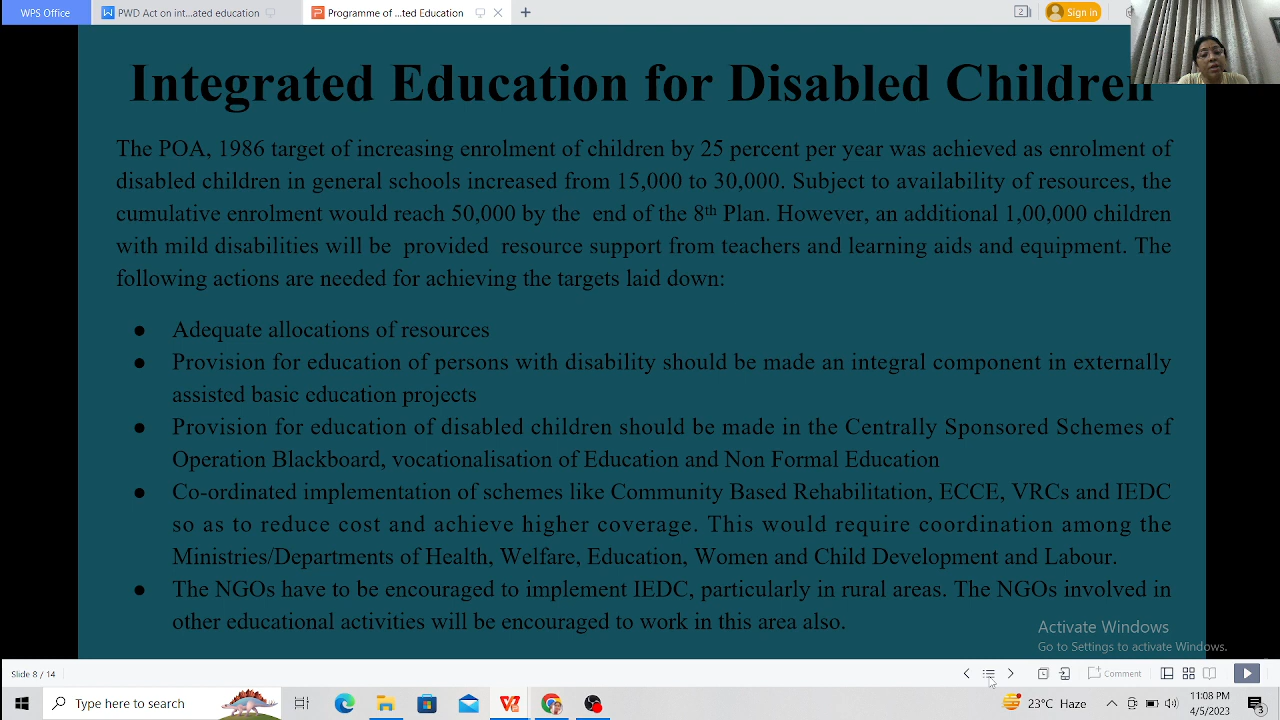 WPS Office PWD Act on ...ted Education Programme of ...ted Education + Sign in
Integrated Education for Disabled Children
The POA, 1986 target of increasing enrolment of children by 25 percent per year was achieved as enrolment of
disabled children in general schools increased from 15,000 to 30,000. Subject to availability of resources, the
cumulative enrolment would reach 50,000 by the end of the 8th Plan. However, an additional 1,00,000 children
with mild disabilities will be provided resource support from teachers and learning aids and equipment. The
following actions are needed for achieving the targets laid down:
● Adequate allocations of resources
● Provision for education of persons with disability should be made an integral component in externally
assisted basic education projects
● Provision for education of disabled children should be made in the Centrally Sponsored Schemes of
Operation Blackboard, vocationalisation of Education and Non Formal Education
● Co-ordinated implementation of schemes like Community Based Rehabilitation, ECCE, VRCs and IEDC
so as to reduce cost and achieve higher coverage. This would require coordination among the
Ministries/Departments of Health, Welfare, Education, Women and Child Development and Labour.
● The NGOs have to be encouraged to implement IEDC, particularly in rural areas. The NGOs involved in
other educational activities will be encouraged to work in this area also.
Activate Windows
Go to Settings to activate Windows.
Slide 8 / 14 Comment
Type here to search 23°C Haze 11:08 PM
4/5/2023 3